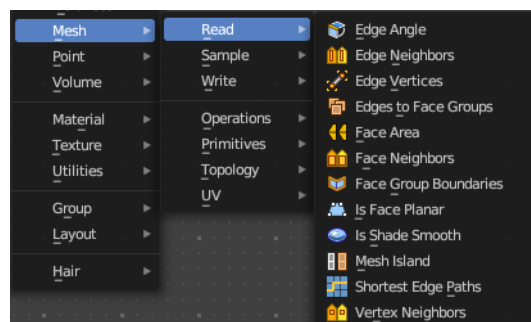 Mesh
Point
Volume
Material
Texture
Utilities
Group
Layout
Hair
Read
Sample
Write
Operations
Primitives
Topology
UV
Edge Angle
Edge Neighbors
Edge Vertices
Edges to Face Groups
Face Area
Face Neighbors
Face Group Boundaries
Is Face Planar
Is Shade Smooth
Mesh Island
Shortest Edge Paths
Vertex Neighbors